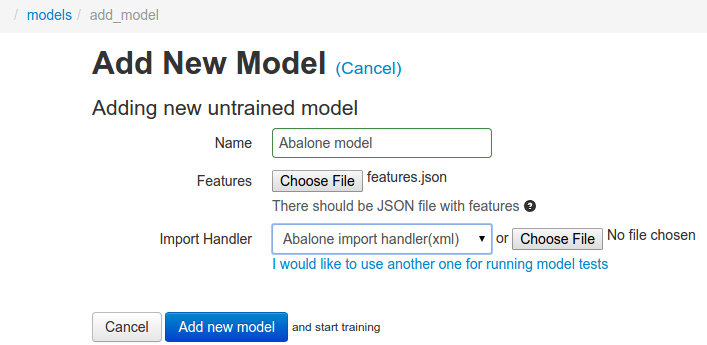 / models / add_model
Add New Model (Cancel)
Adding new untrained model
Name Abalone model
Features Choose File features.json
There should be JSON file with features ?
Import Handler Abalone import handler(xml) ▾ or Choose File No file chosen
I would like to use another one for running model tests
Cancel Add new model and start training